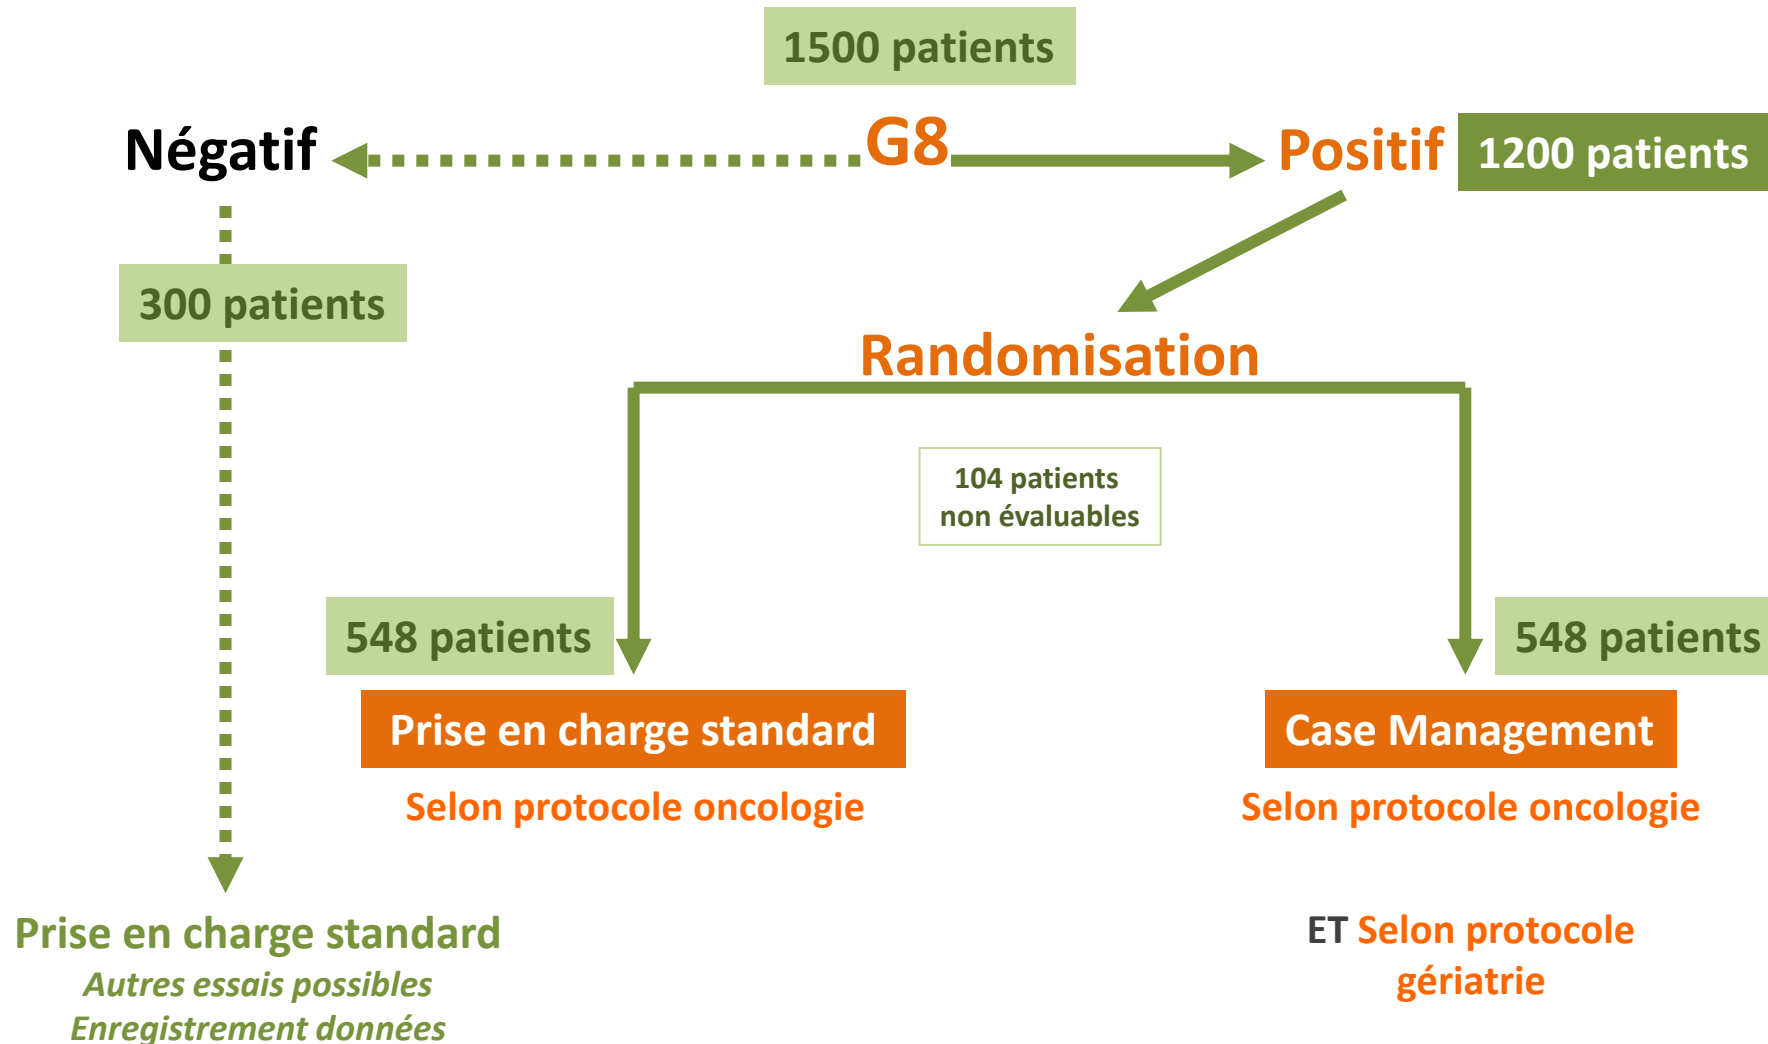 1500 patients
Négatif
G8
Positif
1200 patients
300 patients
Randomisation
104 patients
non évaluables
548 patients
548 patients
Prise en charge standard
Case Management
Selon protocole oncologie
Selon protocole oncologie
Prise en charge standard
Autres essais possibles
Enregistrement données
ET Selon protocole
gériatrie